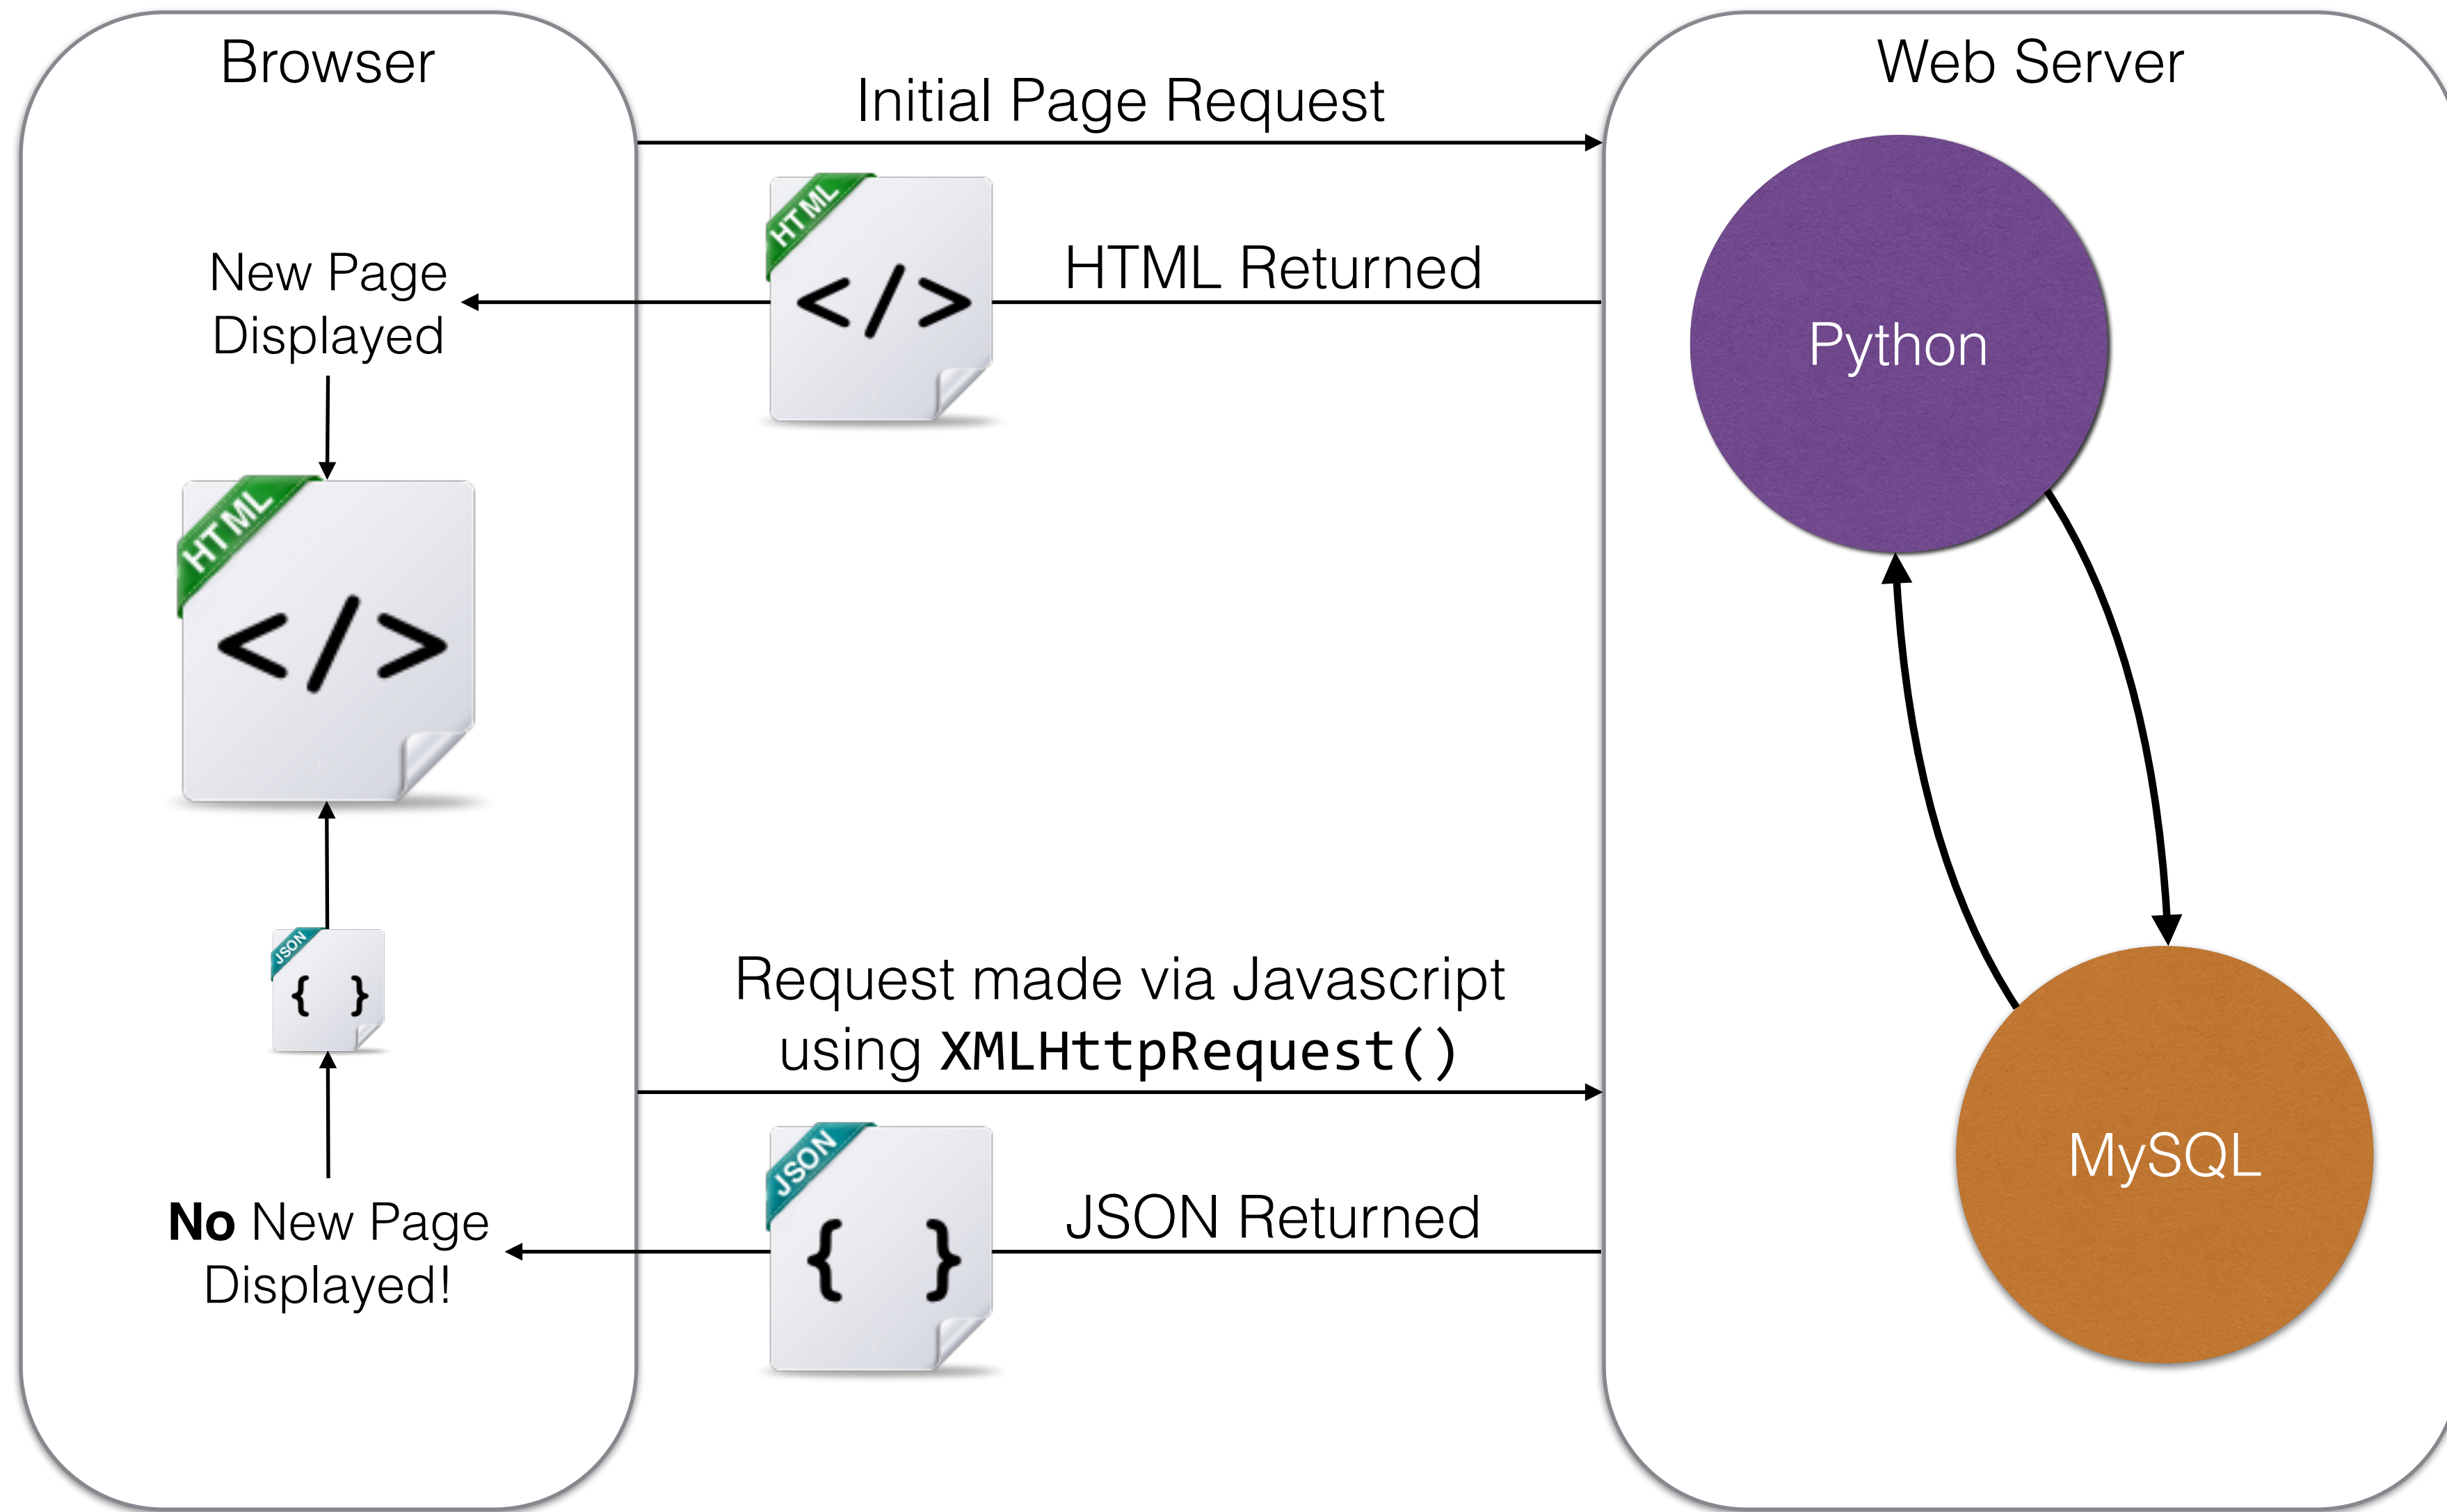 Browser
Web Server
Initial Page Request
HTML
HTML Returned
</>
New Page
Displayed
Python
HTML
</>
JSON
{ }
Request made via Javascript
using XMLHttpRequest()
JSON
JSON Returned
{ }
No New Page
Displayed!
MySQL